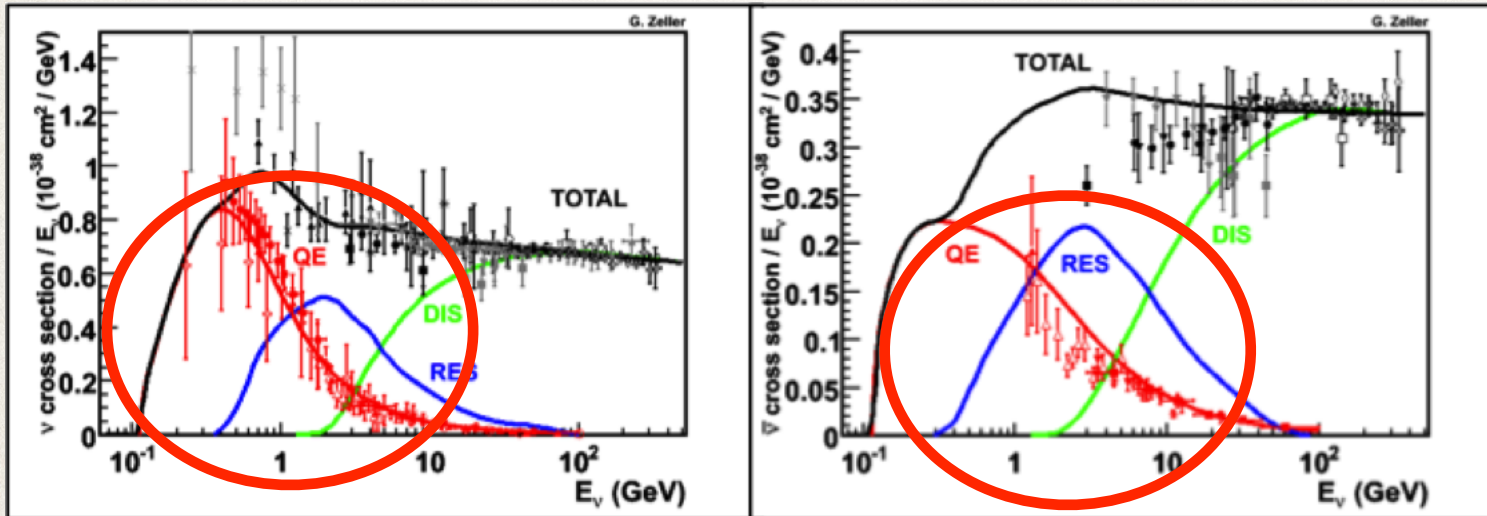 G. Zeller
ν cross section / Eν (10⁻³⁸ cm² / GeV)
1.4
1.2
1
0.8
0.6
0.4
0.2
0
TOTAL
QE
DIS
RES
10⁻¹
1
10
10²
Eν (GeV)
G. Zeller
ν̅ cross section / Eν (10⁻³⁸ cm² / GeV)
0.4
0.35
0.3
0.25
0.2
0.15
0.1
0.05
0
TOTAL
QE
RES
DIS
10⁻¹
1
10
10²
Eν (GeV)